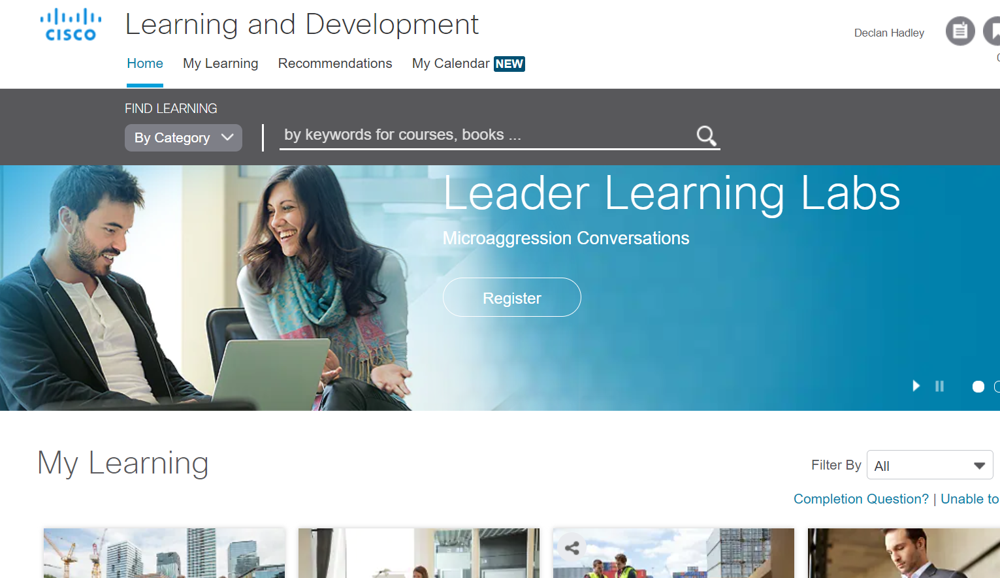 CISCO
Learning and Development
Declan Hadley
Home My Learning Recommendations My Calendar NEW
FIND LEARNING
By Category by keywords for courses, books ...
Leader Learning Labs
Microaggression Conversations
Register
My Learning
Filter By All
Completion Question? | Unable to